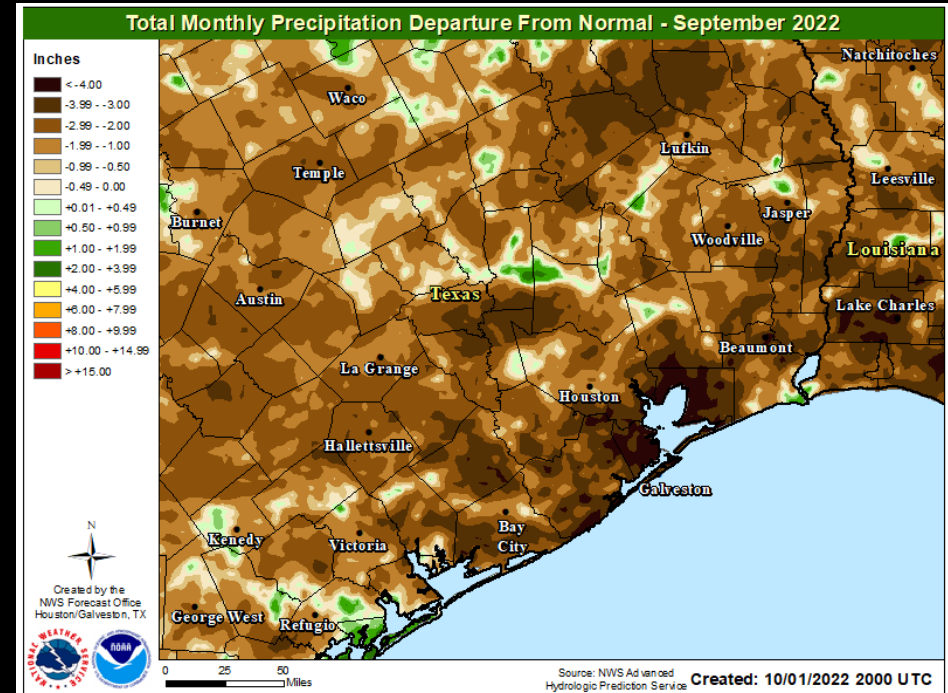 Total Monthly Precipitation Departure From Normal - September 2022
Inches
<-4.00
-3.99 - -3.00
-2.99 - -2.00
-1.99 - -1.00
-0.99 - -0.50
-0.49 - 0.00
+0.01 - +0.49
+0.50 - +0.99
+1.00 - +1.99
+2.00 - +3.99
+4.00 - +5.99
+6.00 - +7.99
+8.00 - +9.99
+10.00 - +14.99
> +15.00
Natchitoches
Waco
Lufkin
Temple
Leesville
Burnet
Jasper
Woodville
Louisiana
Texas
Austin
Lake Charles
Beaumont
La Grange
Houston
Hallettsville
Galveston
Bay
City
Kenedy
Victoria
George West
Refugio
N
Created by the
NWS Forecast Office
Houston/Galveston, TX
NATIONAL WEATHER SERVICE
NOAA
0 25 50
Miles
Source: NWS Advanced
Hydrologic Prediction Service
Created: 10/01/2022 2000 UTC